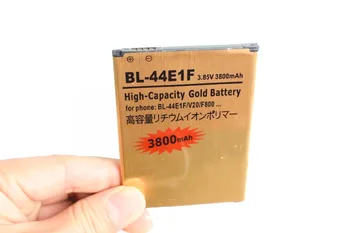 BL-44E1F 3.85V 3800mAh
High-Capacity Gold Battery
for phone: BL-44E1F/V20/F800 ...
高容量リチウムイオンポリマー
3800mAh